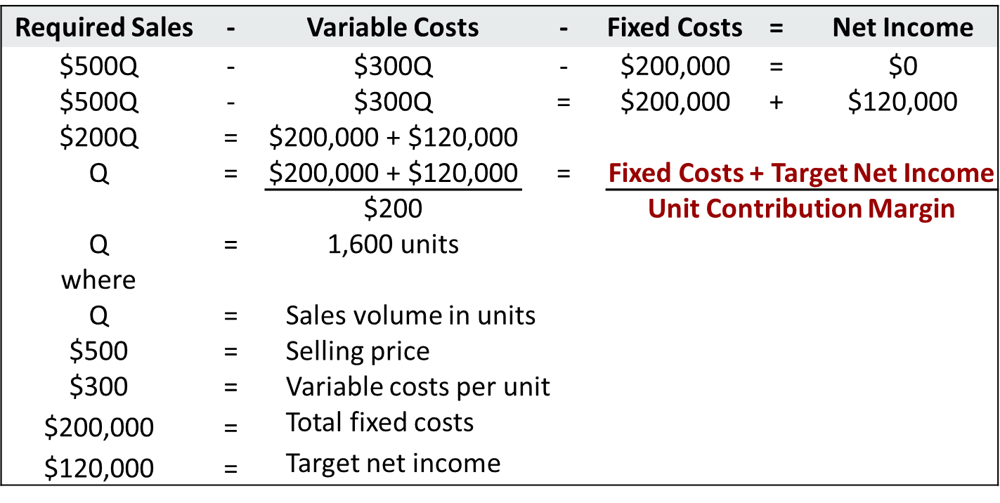 Required Sales - Variable Costs - Fixed Costs = Net Income
$500Q - $300Q - $200,000 = $0
$500Q - $300Q = $200,000 + $120,000
$200Q = $200,000 + $120,000
Q = $200,000 + $120,000 = Fixed Costs + Target Net Income
$200 Unit Contribution Margin
Q = 1,600 units
where
Q = Sales volume in units
$500 = Selling price
$300 = Variable costs per unit
$200,000 = Total fixed costs
$120,000 = Target net income